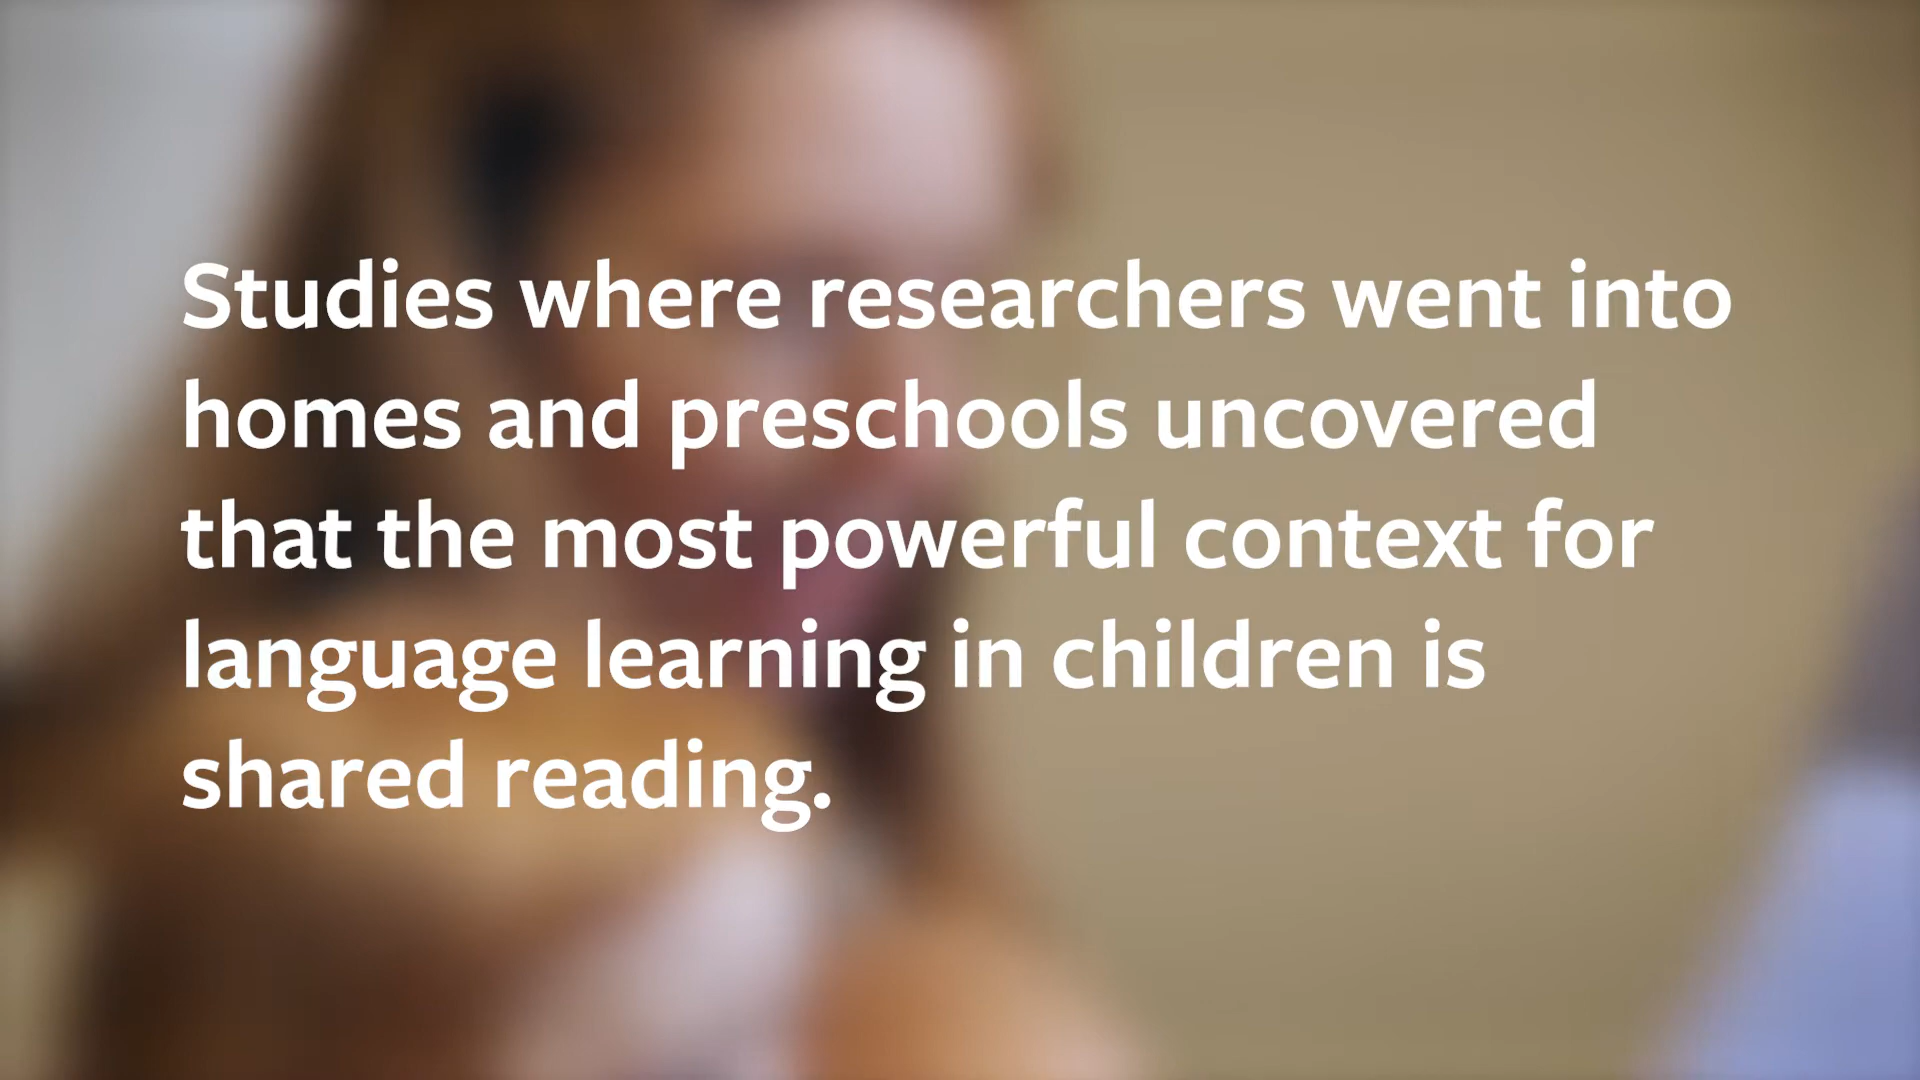 Studies where researchers went into
homes and preschools uncovered
that the most powerful context for
language learning in children is
shared reading.